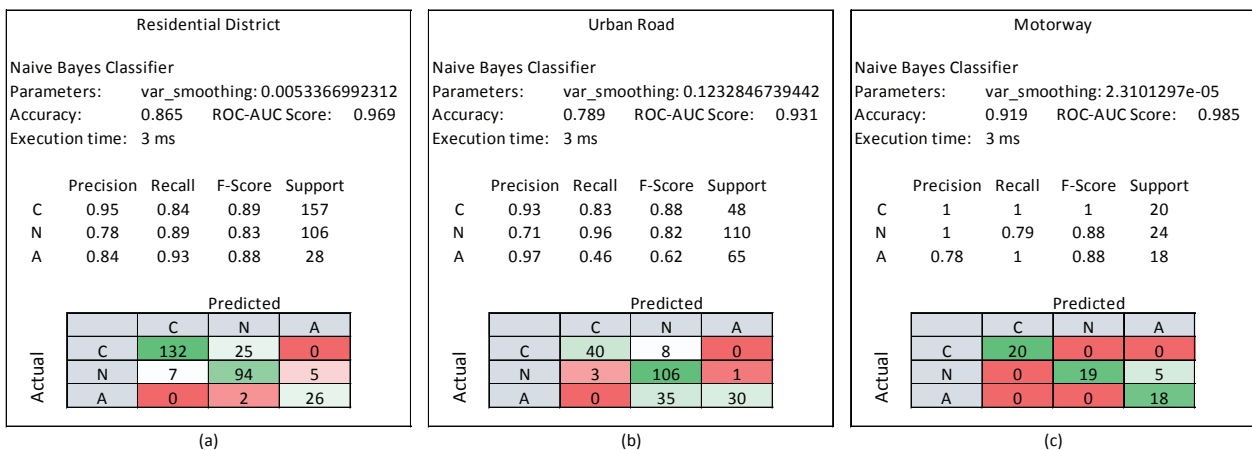 Residential District
Naive Bayes Classifier
Parameters: var_smoothing: 0.0053366992312
Accuracy: 0.865 ROC-AUC Score: 0.969
Execution time: 3 ms
Precision Recall F-Score Support
C 0.95 0.84 0.89 157
N 0.78 0.89 0.83 106
A 0.84 0.93 0.88 28
Predicted
C N A
Actual
C 132 25 0
N 7 94 5
A 0 2 26
(a)
Urban Road
Naive Bayes Classifier
Parameters: var_smoothing: 0.1232846739442
Accuracy: 0.789 ROC-AUC Score: 0.931
Execution time: 3 ms
Precision Recall F-Score Support
C 0.93 0.83 0.88 48
N 0.71 0.96 0.82 110
A 0.97 0.46 0.62 65
Predicted
C N A
Actual
C 40 8 0
N 3 106 1
A 0 35 30
(b)
Motorway
Naive Bayes Classifier
Parameters: var_smoothing: 2.3101297e-05
Accuracy: 0.919 ROC-AUC Score: 0.985
Execution time: 3 ms
Precision Recall F-Score Support
C 1 1 1 20
N 1 0.79 0.88 24
A 0.78 1 0.88 18
Predicted
C N A
Actual
C 20 0 0
N 0 19 5
A 0 0 18
(c)